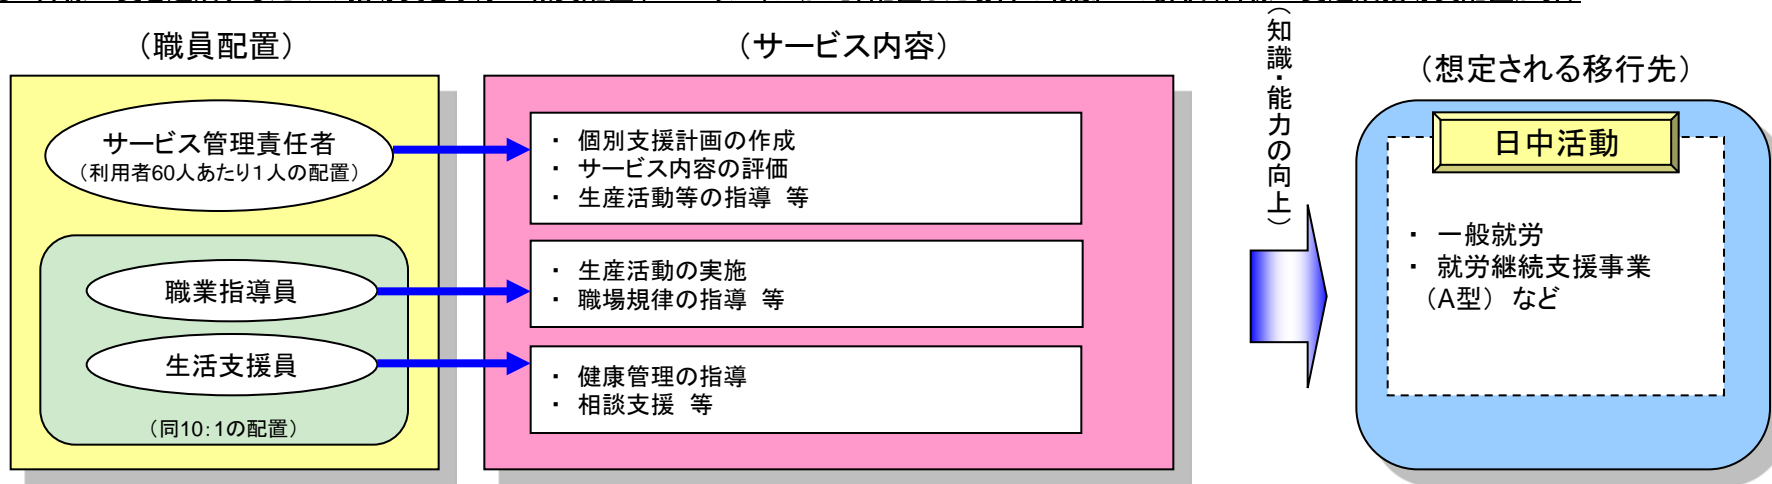 （職員配置）
サービス管理責任者
（利用者60人あたり1人の配置）
職業指導員
生活支援員
（同10：1の配置）
（サービス内容）
・ 個別支援計画の作成
・ サービス内容の評価
・ 生産活動等の指導 等
・ 生産活動の実施
・ 職場規律の指導 等
・ 健康管理の指導
・ 相談支援 等
（知識・能力の向上）
（想定される移行先）
日中活動
・ 一般就労
・ 就労継続支援事業
（A型） など